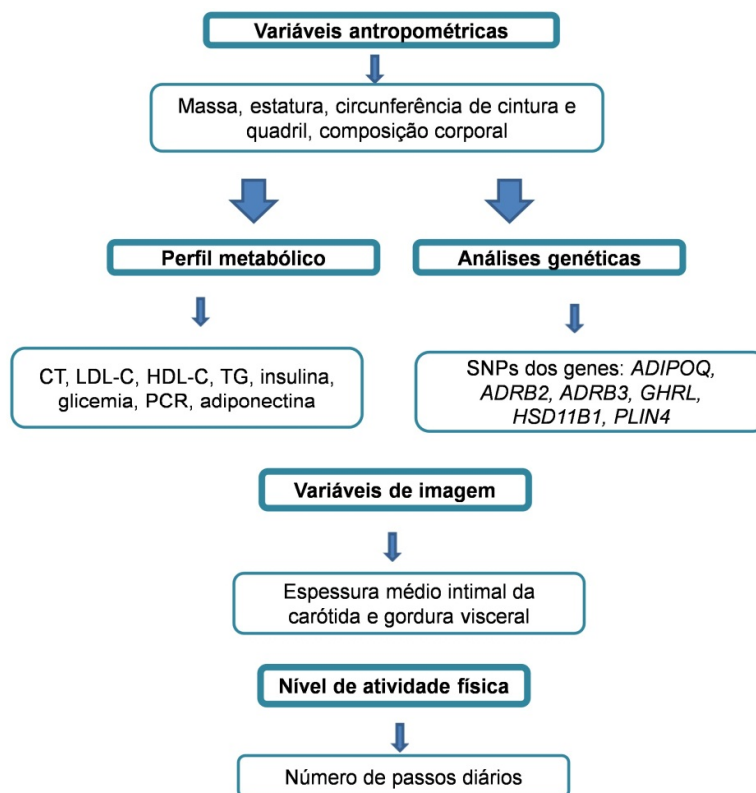 Variáveis antropométricas
Massa, estatura, circunferência de cintura e
quadril, composição corporal
Perfil metabólico
Análises genéticas
CT, LDL-C, HDL-C, TG, insulina,
glicemia, PCR, adiponectina
SNPs dos genes: ADIPOQ,
ADRB2, ADRB3, GHRL,
HSD11B1, PLIN4
Variáveis de imagem
Espessura médio intimal da
carótida e gordura visceral
Nível de atividade física
Número de passos diários